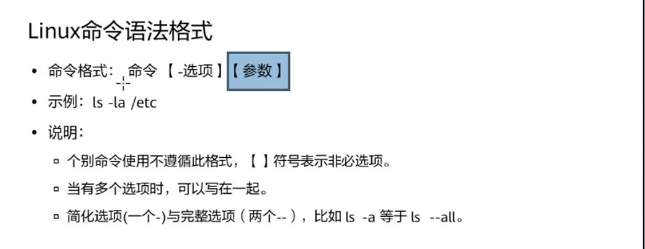 Linux命令语法格式
• 命令格式： 命令 【 -选项 】【 参数 】
• 示例：ls -la /etc
• 说明：
▫ 个别命令使用不遵循此格式，【 】符号表示非必选项。
▫ 当有多个选项时，可以写在一起。
▫ 简化选项(一个-)与完整选项（两个--），比如 ls -a 等于 ls --all。